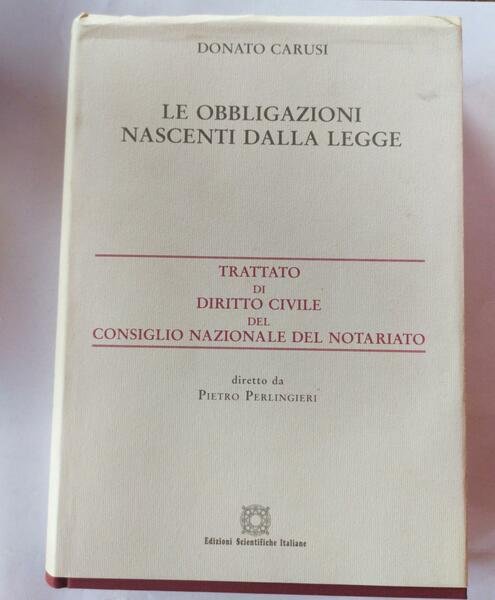 DONATO CARUSI
LE OBBLIGAZIONI
NASCENTI DALLA LEGGE
TRATTATO
DI
DIRITTO CIVILE
DEL
CONSIGLIO NAZIONALE DEL NOTARIATO
diretto da
PIETRO PERLINGIERI
Edizioni Scientifiche Italiane